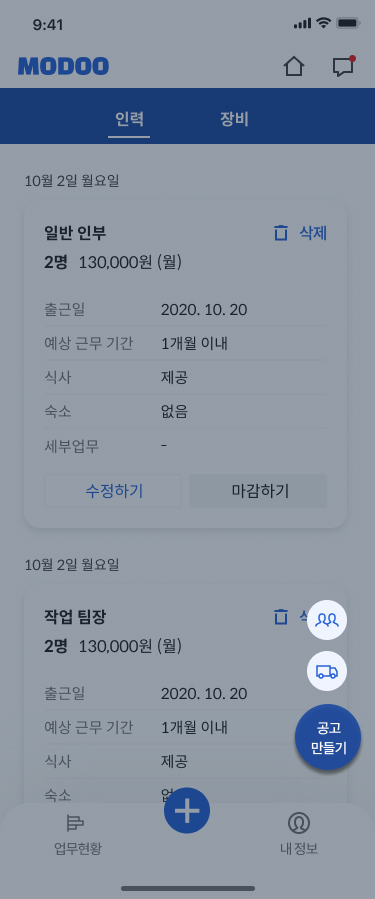 9:41
MODOO
인력 장비
10월 2일 월요일
일반 인부 삭제
2명 130,000원 (월)
출근일 2020. 10. 20
예상 근무 기간 1개월 이내
식사 제공
숙소 없음
세부업무 -
수정하기 마감하기
10월 2일 월요일
작업 팀장
2명 130,000원 (월)
출근일 2020. 10. 20
예상 근무 기간 1개월 이내
식사 제공
숙소
공고
만들기
업무현황 내 정보